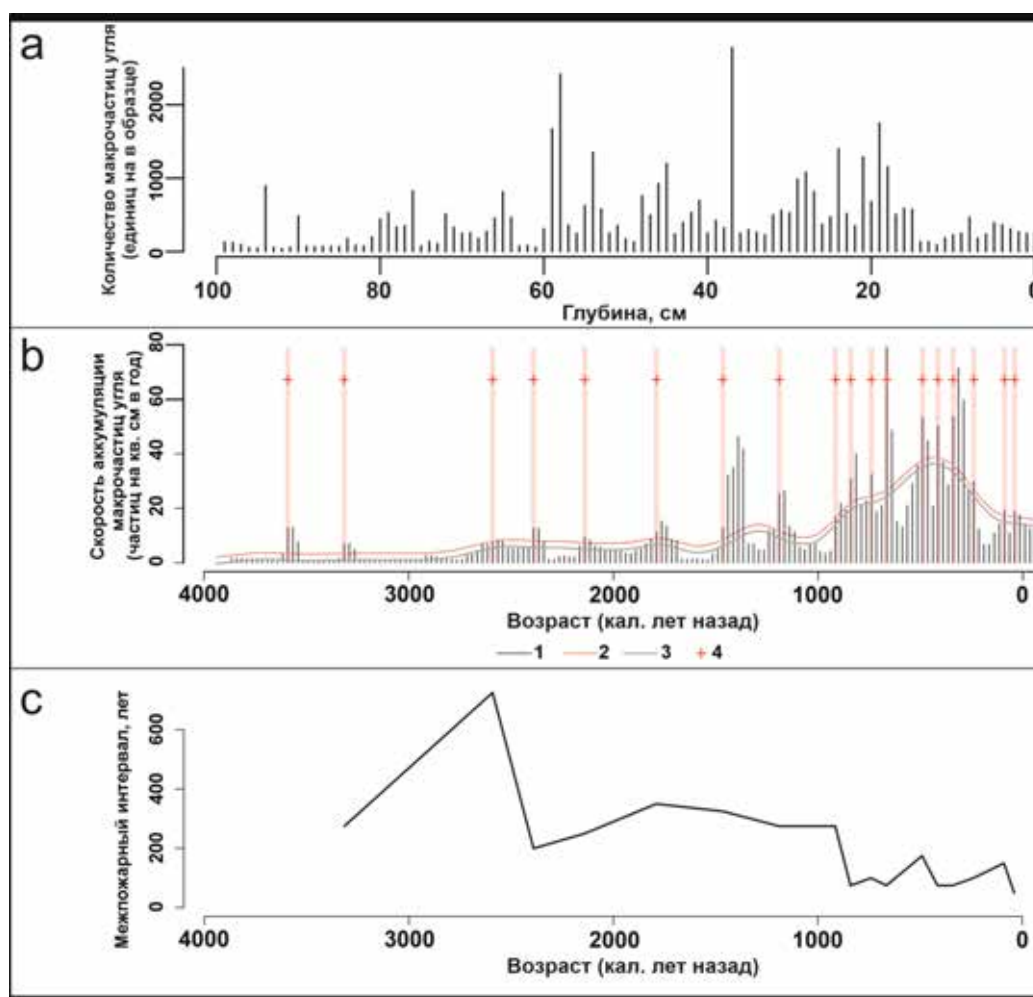 a
Количество макрочастиц угля
(единиц на в образце)
0 1000 2000
100 80 60 40 20 0
Глубина, см
b
Скорость аккумуляции
макрочастиц угля
(частиц на кв. см в год)
0 20 40 60 80
4000 3000 2000 1000 0
Возраст (кал. лет назад)
1 2 3 4
c
Межпожарный интервал, лет
0 200 400 600
4000 3000 2000 1000 0
Возраст (кал. лет назад)